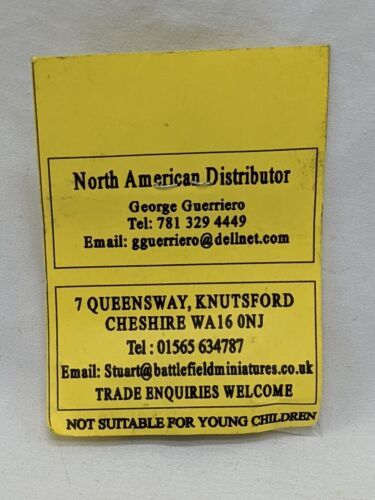 North American Distributor
George Guerriero
Tel: 781 329 4449
Email: gguerriero@dellnet.com
7 QUEENSWAY, KNUTSFORD
CHESHIRE WA16 0NJ
Tel : 01565 634787
Email: Stuart@battlefieldminiatures.co.uk
TRADE ENQUIRIES WELCOME
NOT SUITABLE FOR YOUNG CHILDREN